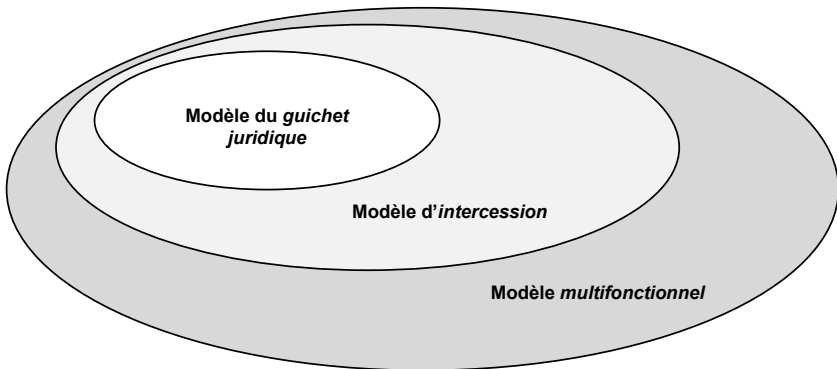 Modèle du guichet
juridique
Modèle d'intercession
Modèle multifonctionnel